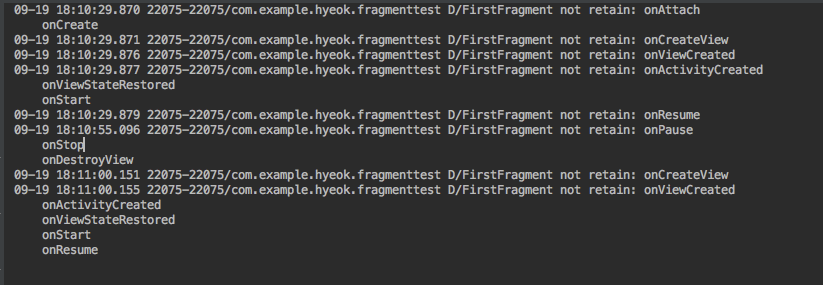 09-19 18:10:29.870 22075-22075/com.example.hyeok.fragmenttest D/FirstFragment not retain: onAttach
onCreate
09-19 18:10:29.871 22075-22075/com.example.hyeok.fragmenttest D/FirstFragment not retain: onCreateView
09-19 18:10:29.876 22075-22075/com.example.hyeok.fragmenttest D/FirstFragment not retain: onViewCreated
09-19 18:10:29.877 22075-22075/com.example.hyeok.fragmenttest D/FirstFragment not retain: onActivityCreated
onViewStateRestored
onStart
09-19 18:10:29.879 22075-22075/com.example.hyeok.fragmenttest D/FirstFragment not retain: onResume
09-19 18:10:55.096 22075-22075/com.example.hyeok.fragmenttest D/FirstFragment not retain: onPause
onStop
onDestroyView
09-19 18:11:00.151 22075-22075/com.example.hyeok.fragmenttest D/FirstFragment not retain: onCreateView
09-19 18:11:00.155 22075-22075/com.example.hyeok.fragmenttest D/FirstFragment not retain: onViewCreated
onActivityCreated
onViewStateRestored
onStart
onResume